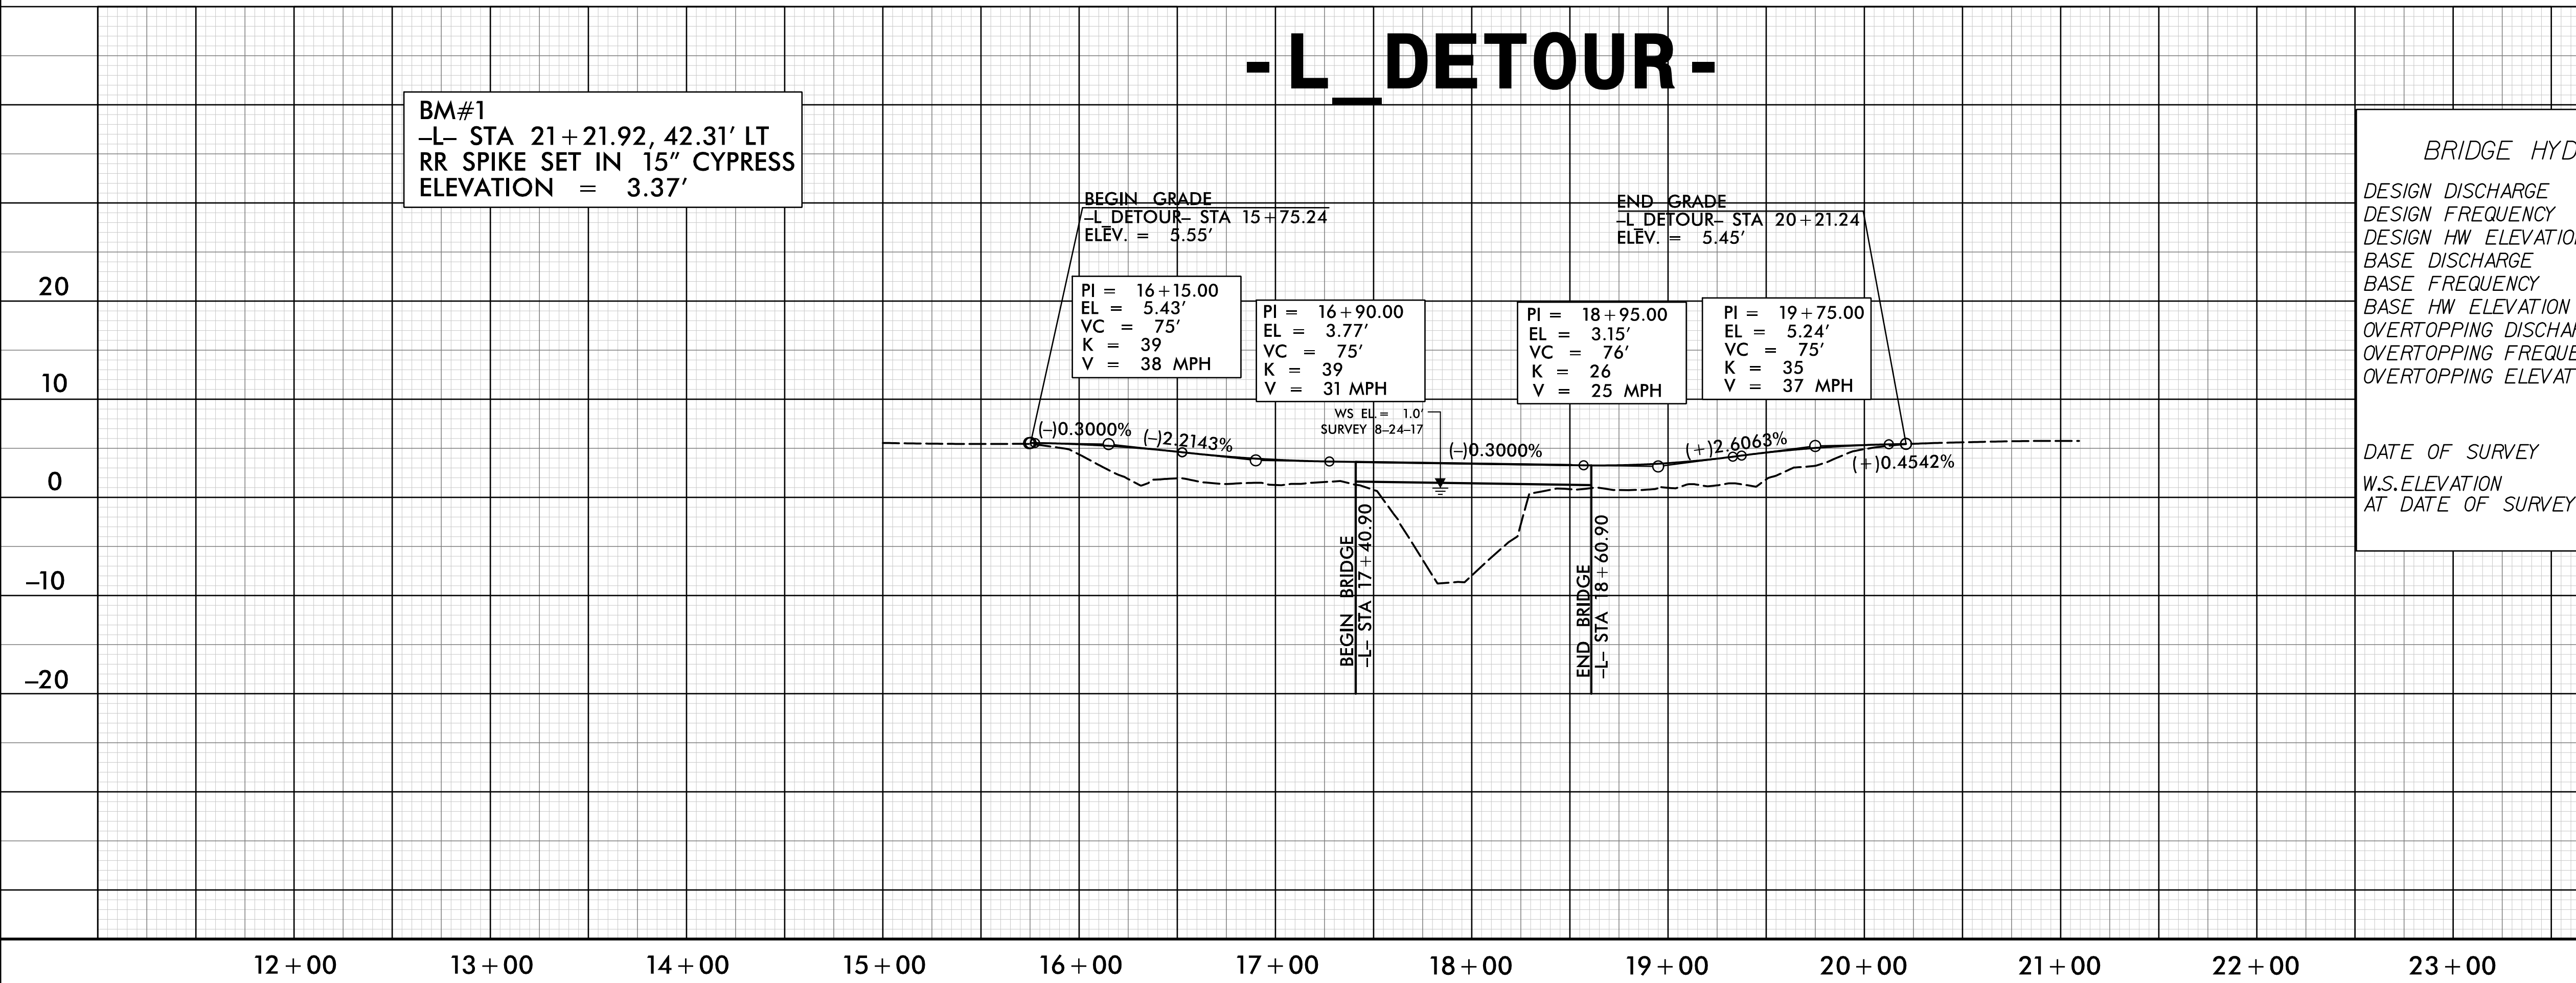 -L_DETOUR-
BM#1
-L- STA 21+21.92, 42.31' LT
RR SPIKE SET IN 15" CYPRESS
ELEVATION = 3.37'
BEGIN GRADE
-L_DETOUR- STA 15+75.24
ELEV. = 5.55'
END GRADE
-L_DETOUR- STA 20+21.24
ELEV. = 5.45'
PI = 16+15.00
EL = 5.43'
VC = 75'
K = 39
V = 38 MPH
PI = 16+90.00
EL = 3.77'
VC = 75'
K = 39
V = 31 MPH
PI = 18+95.00
EL = 3.15'
VC = 76'
K = 26
V = 25 MPH
PI = 19+75.00
EL = 5.24'
VC = 75'
K = 35
V = 37 MPH
WS EL. = 1.0'
SURVEY 8-24-17
(-)0.3000%
(-)2.2143%
(-)0.3000%
(+)2.6063%
(+)0.4542%
BEGIN BRIDGE
-L- STA 17+40.90
END BRIDGE
-L- STA 18+60.90
BRIDGE HYD
DESIGN DISCHARGE
DESIGN FREQUENCY
DESIGN HW ELEVATIO
BASE DISCHARGE
BASE FREQUENCY
BASE HW ELEVATION
OVERTOPPING DISCHAR
OVERTOPPING FREQUE
OVERTOPPING ELEVAT
DATE OF SURVEY
W.S.ELEVATION
AT DATE OF SURVEY
20
10
0
-10
-20
12+00 13+00 14+00 15+00 16+00 17+00 18+00 19+00 20+00 21+00 22+00 23+00